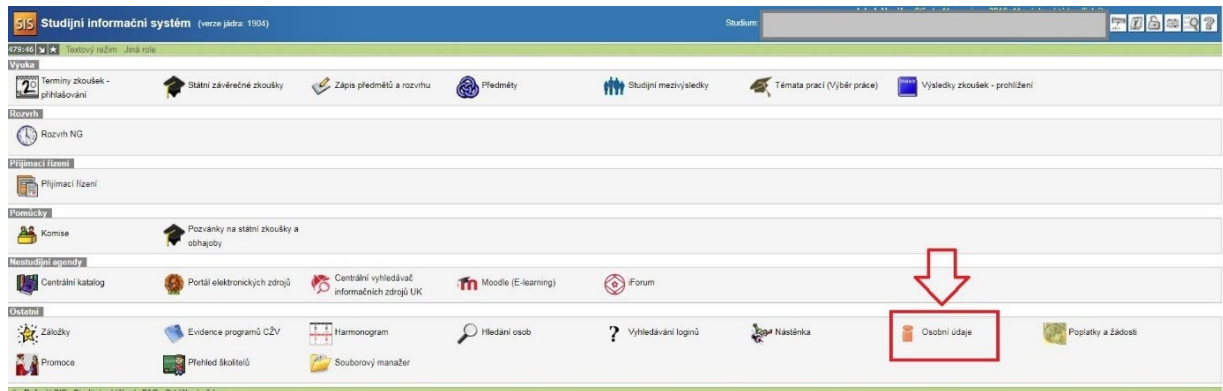 SIS Studijní informační systém (verze jádra: 1904) Studium:
479:46 Textový režim Jiná role
Výuka
Termíny zkoušek - přihlašování
Státní závěrečné zkoušky
Zápis předmětů a rozvrhu
Předměty
Studijní mezivýsledky
Témata prací (Výběr práce)
Výsledky zkoušek - prohlížení
Rozvrh
Rozvrh NG
Přijímací řízení
Přijímací řízení
Pomůcky
Komise
Pozvánky na státní zkoušky a obhajoby
Nestudijní agendy
Centrální katalog
Portál elektronických zdrojů
Centrální vyhledávač informačních zdrojů UK
Moodle (E-learning)
iForum
Ostatní
Záložky
Evidence programů CŽV
Harmonogram
Hledání osob
Vyhledávání loginů
Nástěnka
Osobní údaje
Poplatky a žádosti
Promoce
Přehled školitelů
Souborový manažer